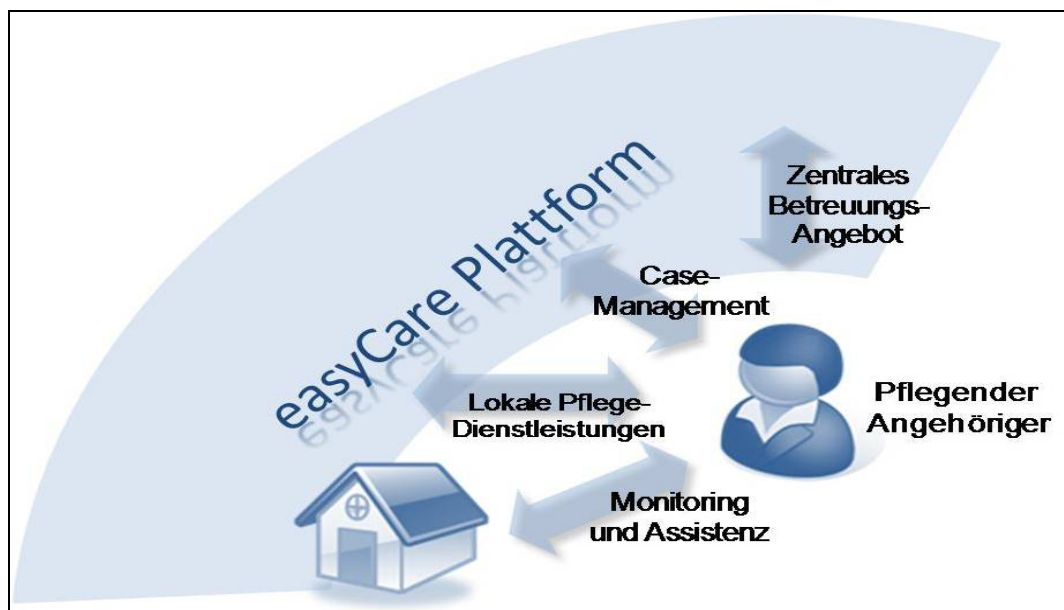 easyCare Plattform
Zentrales
Betreuungs-
Angebot
Case-
Management
Lokale Pflege-
Dienstleistungen
Pflegender
Angehöriger
Monitoring
und Assistenz